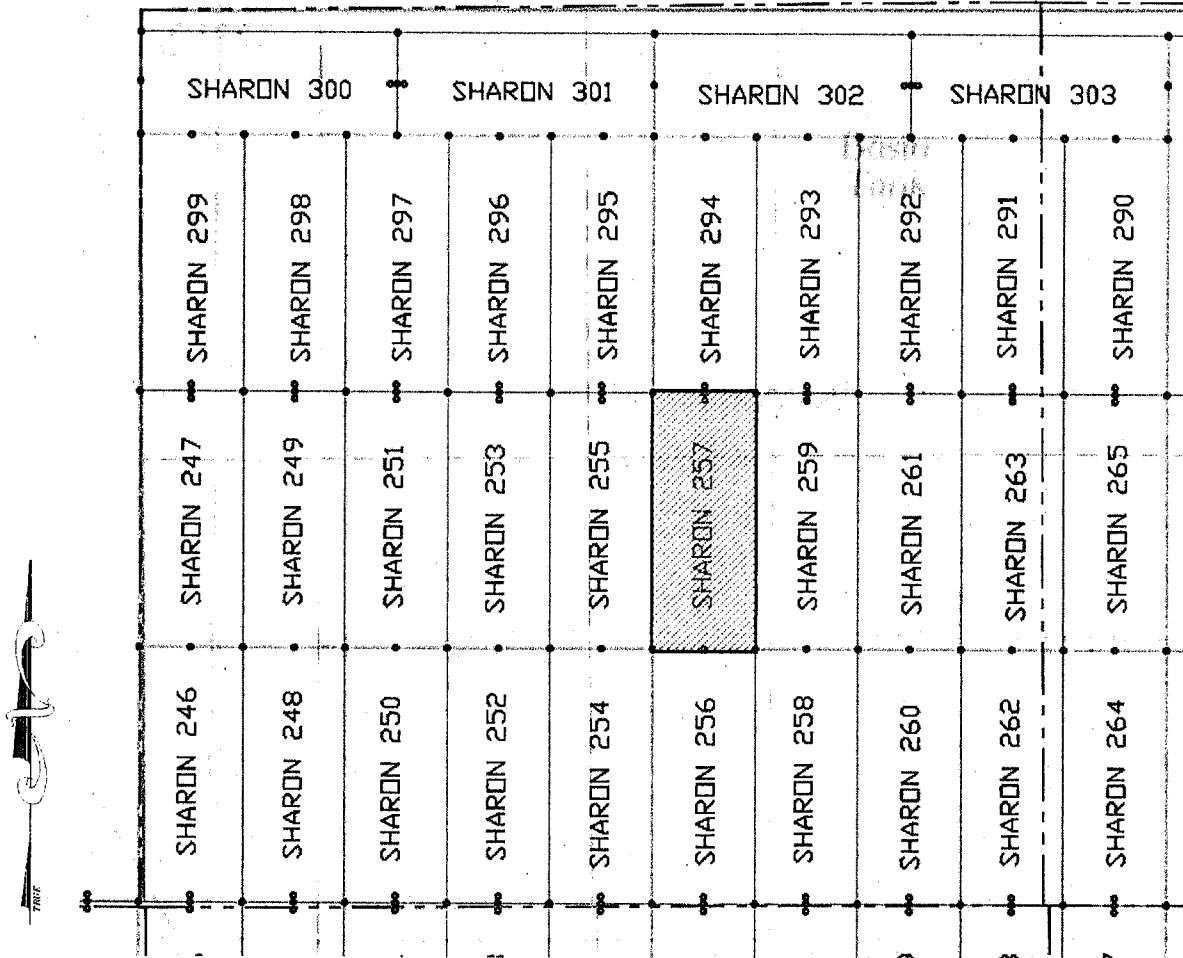 SHARON 300
SHARON 301
SHARON 302
SHARON 303
Basin
Fork
SHARON 299
SHARON 298
SHARON 297
SHARON 296
SHARON 295
SHARON 294
SHARON 293
SHARON 292
SHARON 291
SHARON 290
SHARON 247
SHARON 249
SHARON 251
SHARON 253
SHARON 255
SHARON 257
SHARON 259
SHARON 261
SHARON 263
SHARON 265
SHARON 246
SHARON 248
SHARON 250
SHARON 252
SHARON 254
SHARON 256
SHARON 258
SHARON 260
SHARON 262
SHARON 264
TRUE